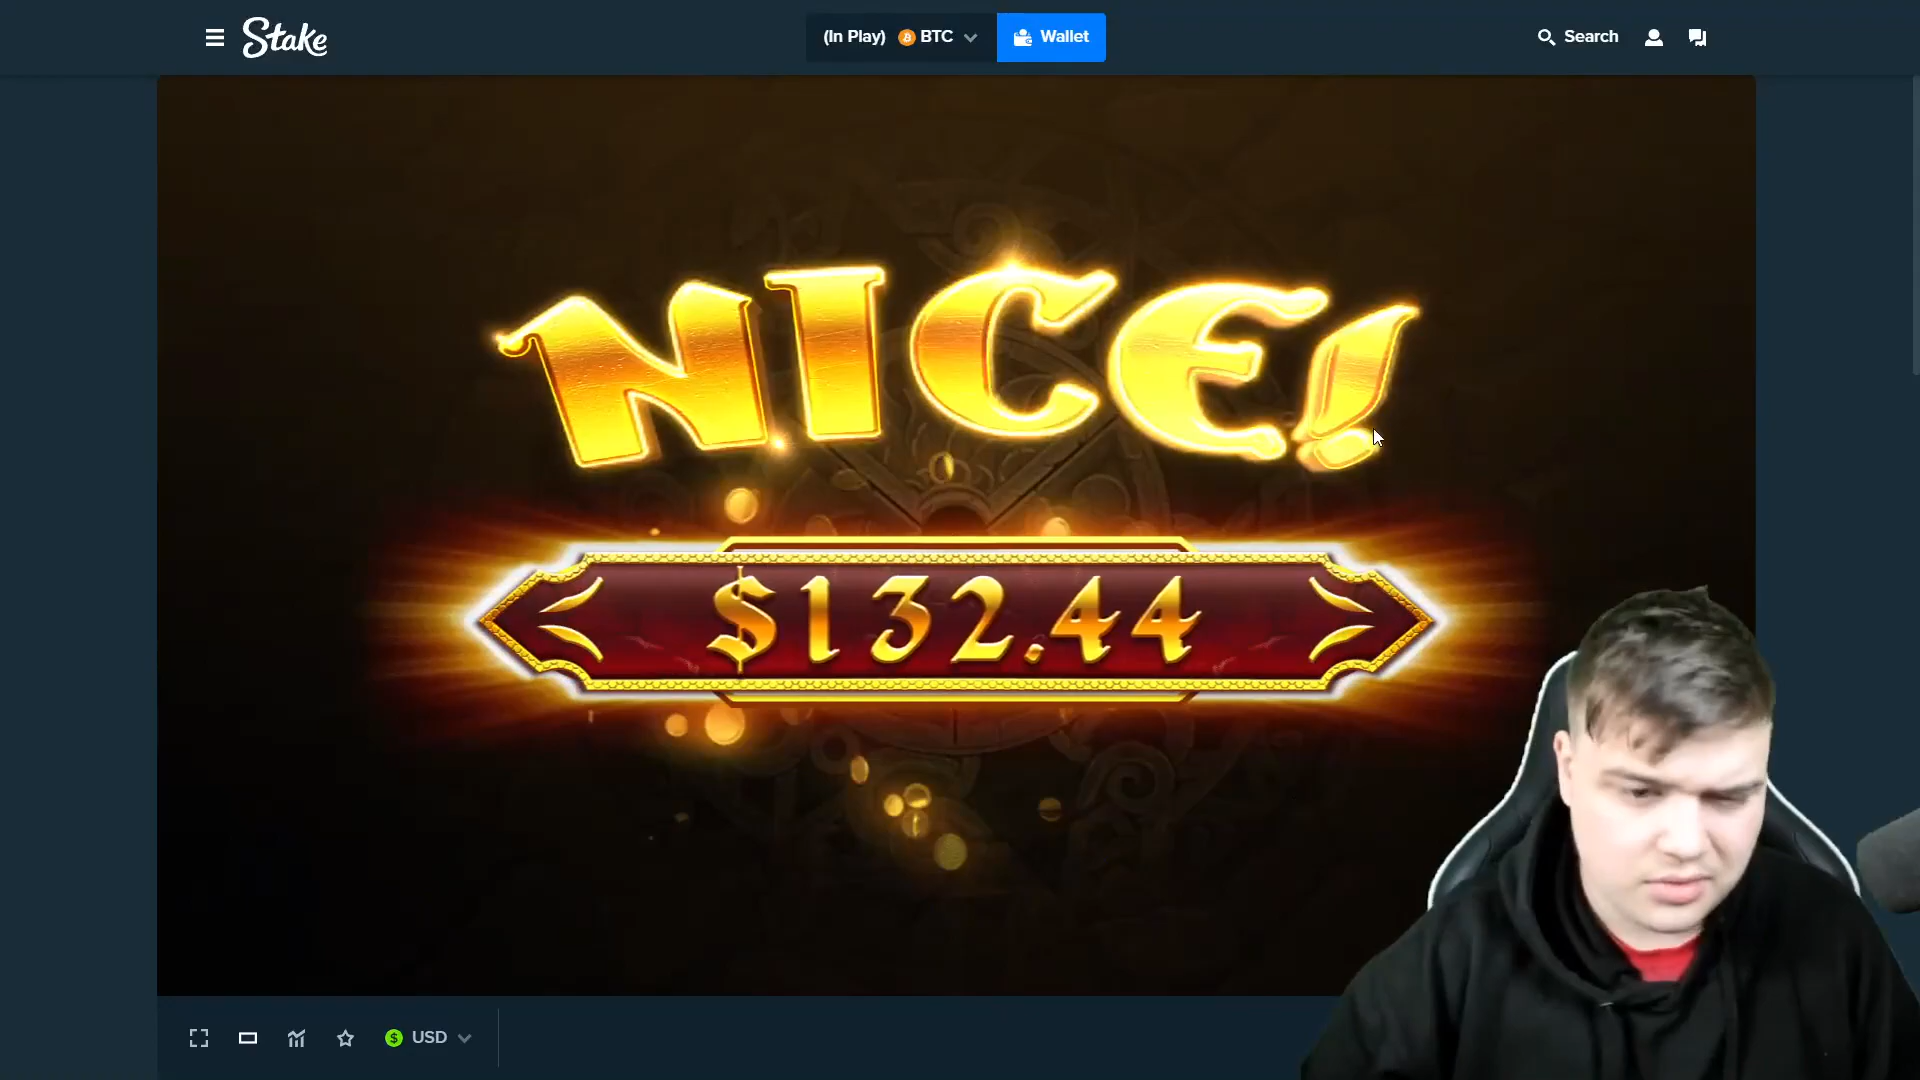 Stake
(In Play) BTC
Wallet
Search
NICE!
$132.44
$ USD